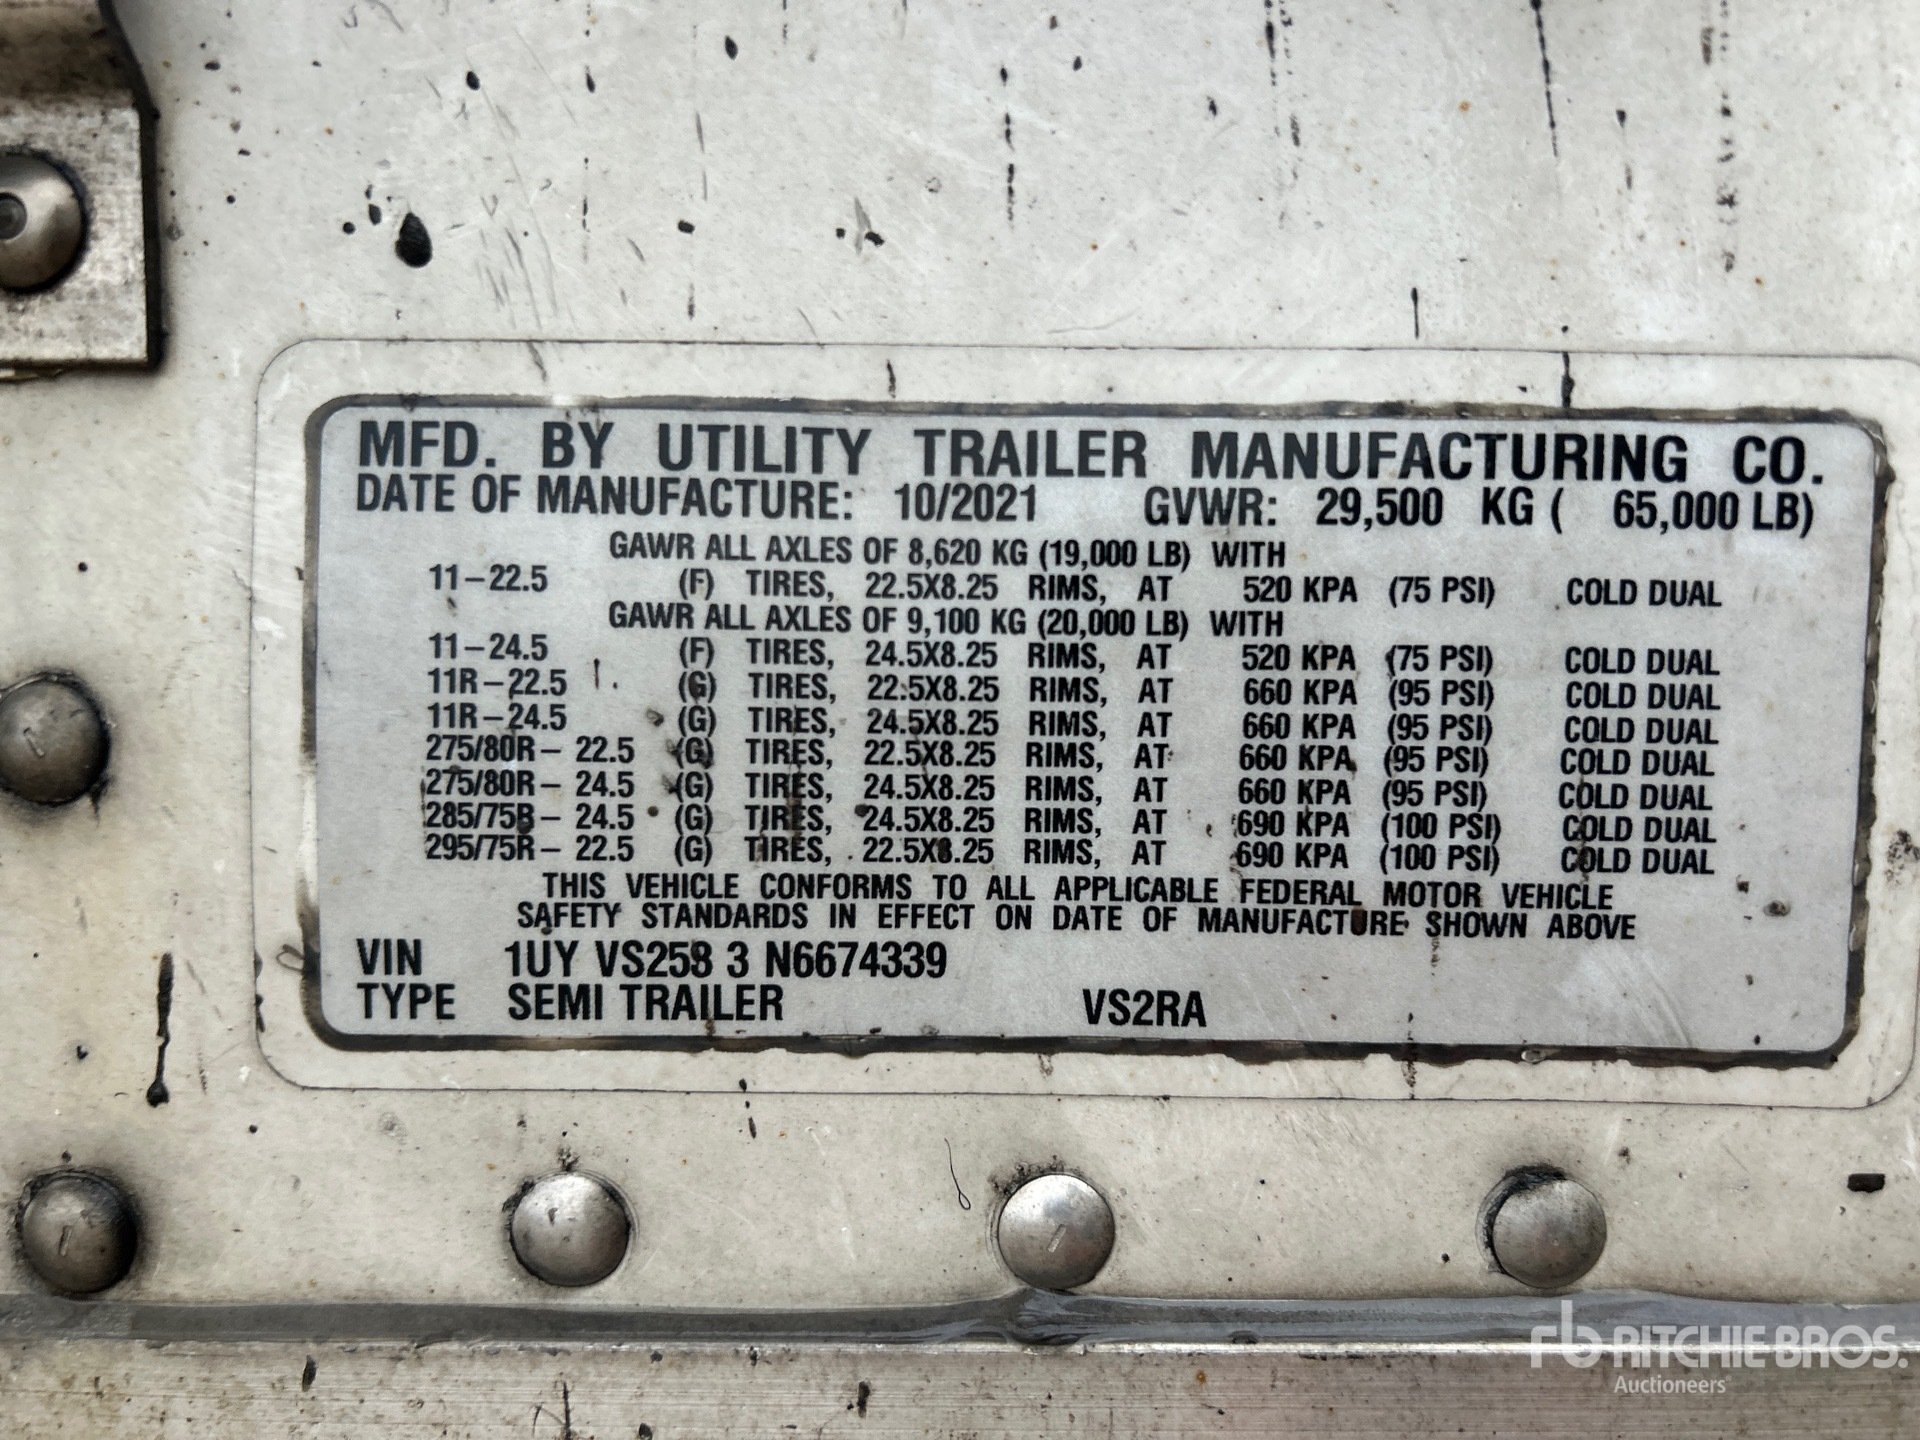 MFD. BY UTILITY TRAILER MANUFACTURING CO.
DATE OF MANUFACTURE: 10/2021 GVWR: 29,500 KG ( 65,000 LB)
GAWR ALL AXLES OF 8,620 KG (19,000 LB) WITH
11-22.5 (F) TIRES, 22.5X8.25 RIMS, AT 520 KPA (75 PSI) COLD DUAL
GAWR ALL AXLES OF 9,100 KG (20,000 LB) WITH
11-24.5 (F) TIRES, 24.5X8.25 RIMS, AT 520 KPA (75 PSI) COLD DUAL
11R-22.5 (G) TIRES, 22.5X8.25 RIMS, AT 660 KPA (95 PSI) COLD DUAL
11R-24.5 (G) TIRES, 24.5X8.25 RIMS, AT 660 KPA (95 PSI) COLD DUAL
275/80R- 22.5 (G) TIRES, 22.5X8.25 RIMS, AT 660 KPA (95 PSI) COLD DUAL
275/80R- 24.5 (G) TIRES, 24.5X8.25 RIMS, AT 660 KPA (95 PSI) COLD DUAL
285/75R- 24.5 (G) TIRES, 24.5X8.25 RIMS, AT 690 KPA (100 PSI) COLD DUAL
295/75R- 22.5 (G) TIRES, 22.5X8.25 RIMS, AT 690 KPA (100 PSI) COLD DUAL
THIS VEHICLE CONFORMS TO ALL APPLICABLE FEDERAL MOTOR VEHICLE
SAFETY STANDARDS IN EFFECT ON DATE OF MANUFACTURE SHOWN ABOVE
VIN 1UY VS258 3 N6674339
TYPE SEMI TRAILER VS2RA
rb RITCHIE BROS.
Auctioneers